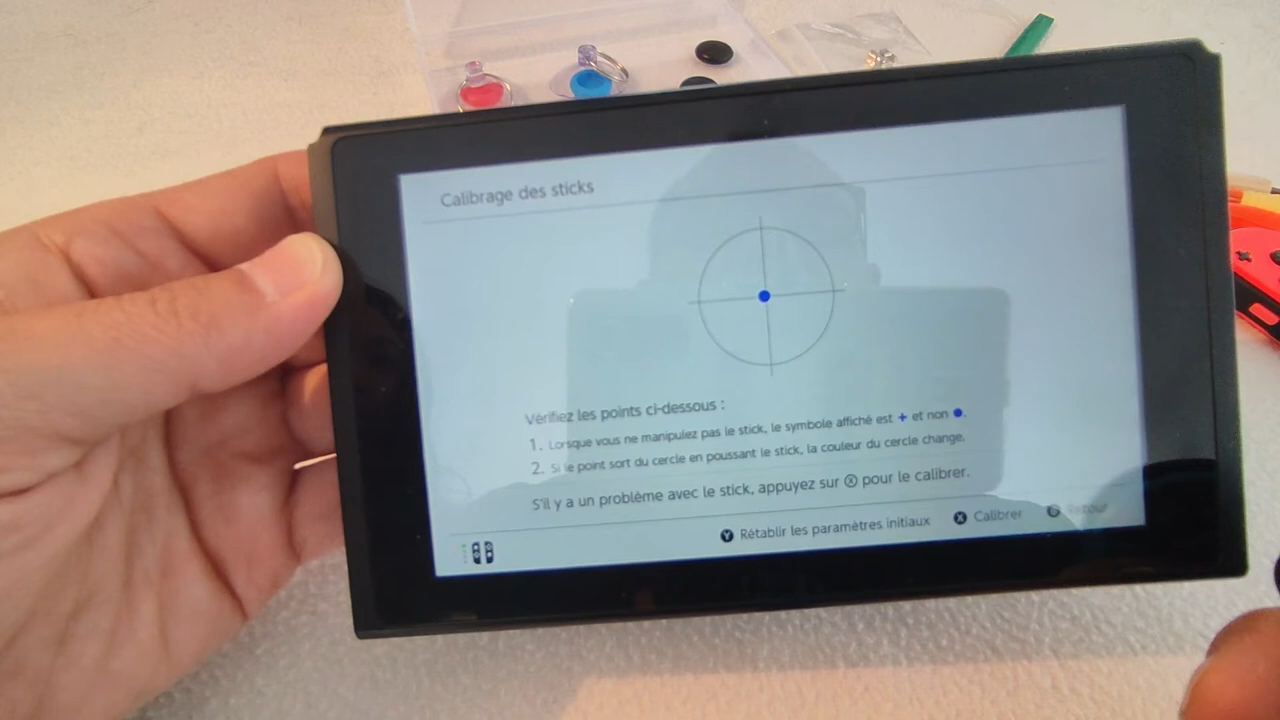 Calibrage des sticks
Vérifiez les points ci-dessous :
1. Lorsque vous ne manipulez pas le stick, le symbole affiché est + et non ●.
2. Si le point sort du cercle en poussant le stick, la couleur du cercle change.
S'il y a un problème avec le stick, appuyez sur Ⓧ pour le calibrer.
Ⓨ Rétablir les paramètres initiaux Ⓧ Calibrer Ⓑ Retour